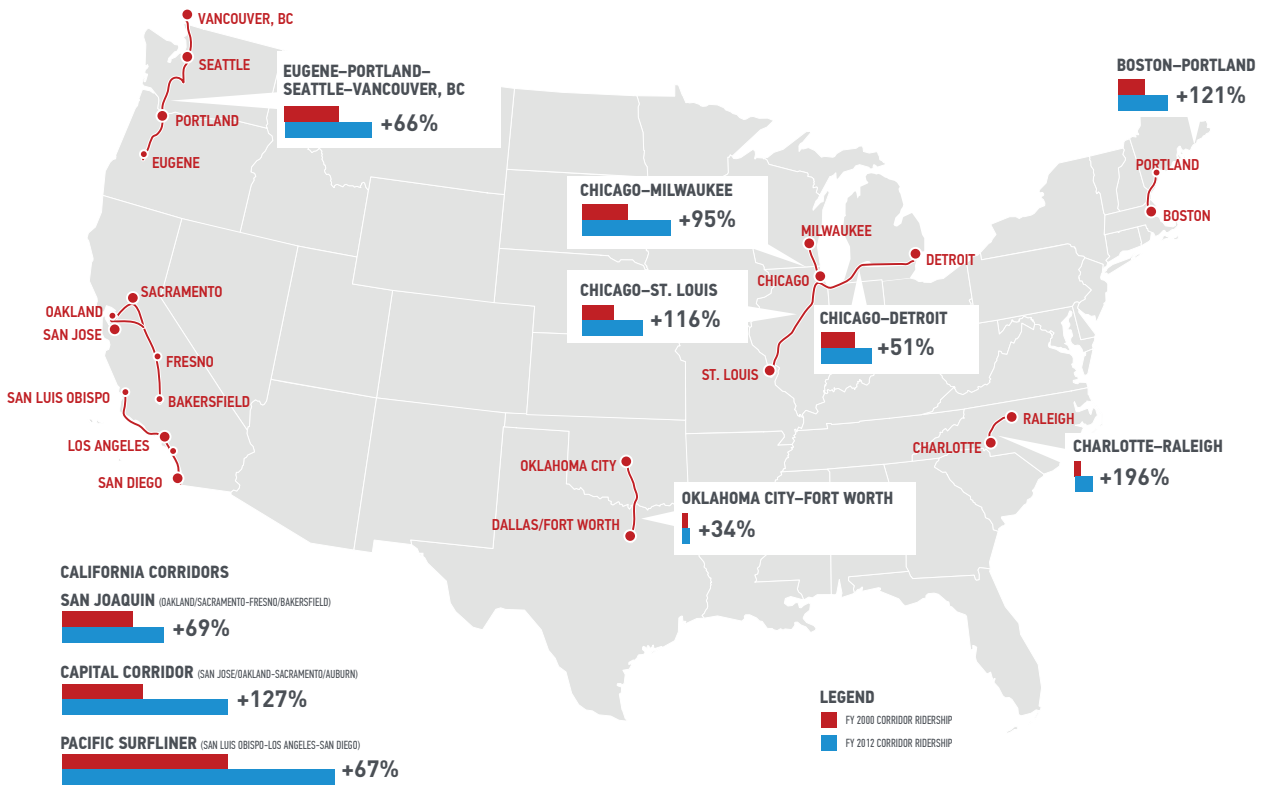 VANCOUVER, BC
SEATTLE
PORTLAND
EUGENE
EUGENE–PORTLAND–
SEATTLE–VANCOUVER, BC
+66%
BOSTON–PORTLAND
+121%
PORTLAND
BOSTON
CHICAGO–MILWAUKEE
+95%
MILWAUKEE
DETROIT
CHICAGO
CHICAGO–ST. LOUIS
+116%
CHICAGO–DETROIT
+51%
ST. LOUIS
SACRAMENTO
OAKLAND
SAN JOSE
FRESNO
SAN LUIS OBISPO
BAKERSFIELD
LOS ANGELES
SAN DIEGO
RALEIGH
CHARLOTTE
CHARLOTTE–RALEIGH
+196%
OKLAHOMA CITY
DALLAS/FORT WORTH
OKLAHOMA CITY–FORT WORTH
+34%
CALIFORNIA CORRIDORS
SAN JOAQUIN (OAKLAND/SACRAMENTO-FRESNO/BAKERSFIELD)
+69%
CAPITAL CORRIDOR (SAN JOSE/OAKLAND-SACRAMENTO/AUBURN)
+127%
PACIFIC SURFLINER (SAN LUIS OBISPO-LOS ANGELES-SAN DIEGO)
+67%
LEGEND
FY 2000 CORRIDOR RIDERSHIP
FY 2012 CORRIDOR RIDERSHIP